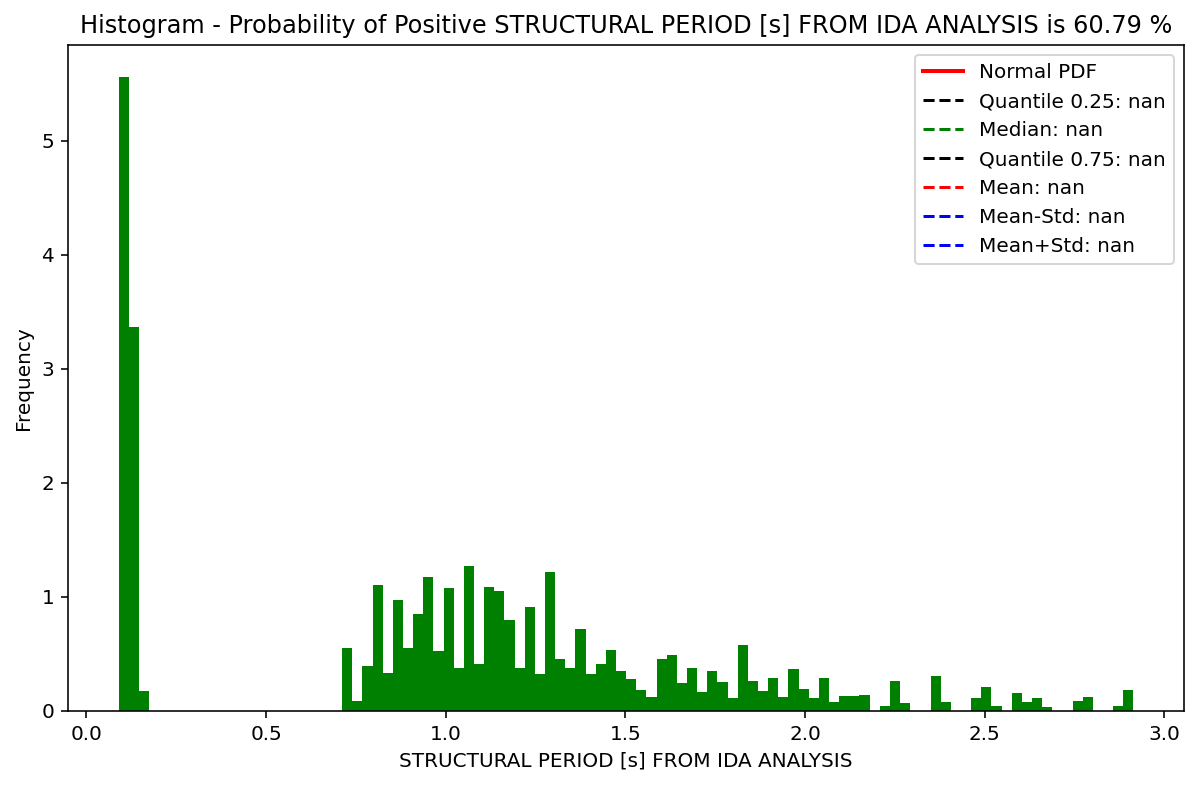 Histogram - Probability of Positive STRUCTURAL PERIOD [s] FROM IDA ANALYSIS is 60.79 %
Normal PDF
Quantile 0.25: nan
Median: nan
Quantile 0.75: nan
Mean: nan
Mean-Std: nan
Mean+Std: nan
Frequency
5
4
3
2
1
0
0.0 0.5 1.0 1.5 2.0 2.5 3.0
STRUCTURAL PERIOD [s] FROM IDA ANALYSIS